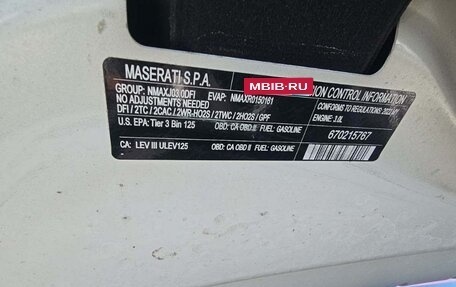 MASERATI S.P.A.
MBIB.RU
CONTROL INFORMATION
GROUP: NMAXJ03.0DFI EVAP: NMAXR0150161
CONFORMS TO REGULATIONS: 2022 MY
NO ADJUSTMENTS NEEDED
ENGINE: 3.0L
DFI / 2TC / 2CAC / 2WR-HO2S / 2TWC / 2HO2S / GPF
670215767
U.S. EPA: Tier 3 Bin 125 OBD: CA OBD II FUEL: GASOLINE
CA: LEV III ULEV125 OBD: CA OBD II FUEL: GASOLINE